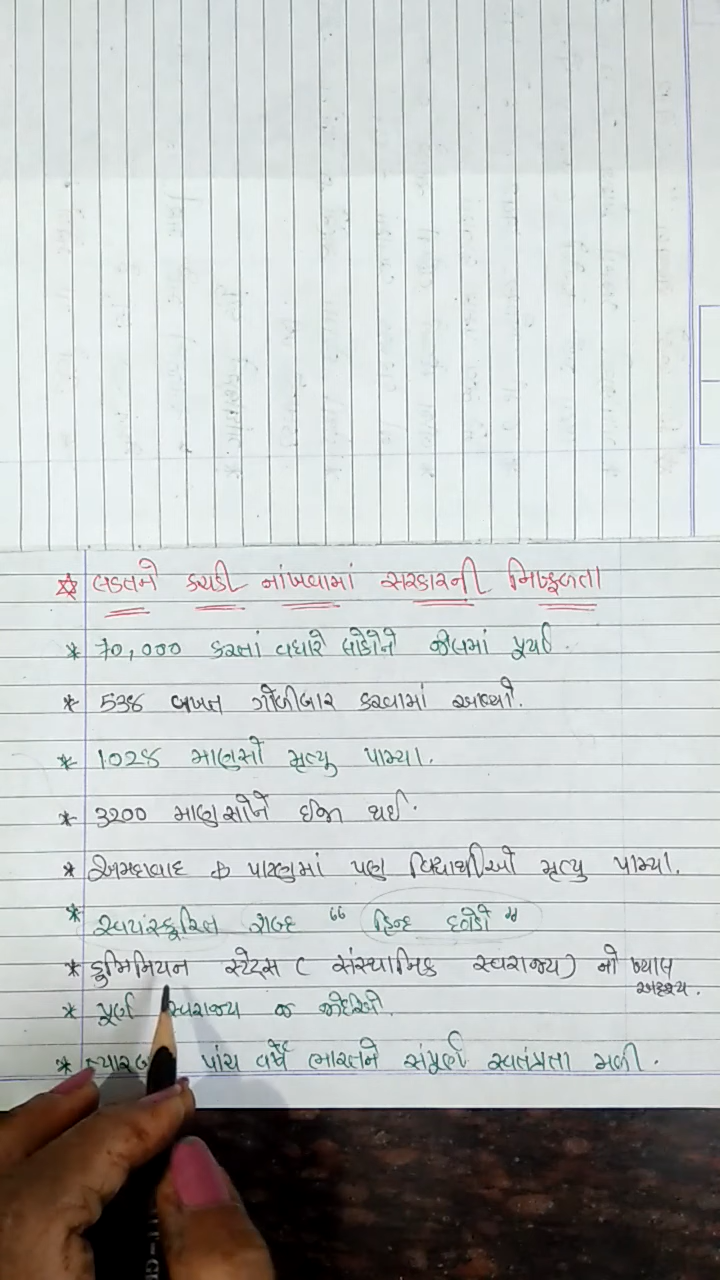 લડતને કચડી નાંખવામાં સરકારની નિષ્ફળતા
* 70,000 કરતાં વધારે લોકોને જેલમાં પૂર્યા.
* 538 વખત ગોળીબાર કરવામાં આવ્યો.
* 1028 માણસો મૃત્યુ પામ્યા.
* 3200 માણસોને ઈજા થઈ.
* અમદાવાદ ને પાટણમાં પણ વિદ્યાર્થીઓ મૃત્યુ પામ્યા.
* સ્વયંસ્ફૂરિત શબ્દ “ હિન્દ છોડો ”
* ડુમિનિયન સ્ટેટ્સ ( સંસ્થાનિક સ્વરાજ્ય ) નો ખ્યાલ
અદ્રશ્ય.
* પૂર્ણ સ્વરાજ્ય જ જોઈએ.
* પાંચ વર્ષે ભારતને સંપૂર્ણ સ્વતંત્રતા મળી.